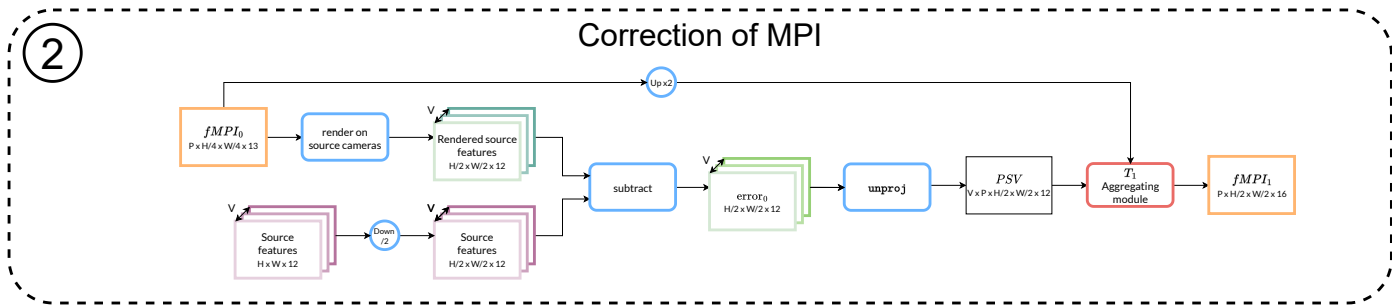 2
Correction of MPI
Up x2
fMPI₀
P x H/4 x W/4 x 13
render on
source cameras
V
Rendered source
features
H/2 x W/2 x 12
subtract
V
error₀
H/2 x W/2 x 12
unproj
PSV
V x P x H/2 x W/2 x 12
T₁
Aggregating
module
fMPI₁
P x H/2 x W/2 x 16
V
Source
features
H x W x 12
Down
/2
V
Source
features
H/2 x W/2 x 12